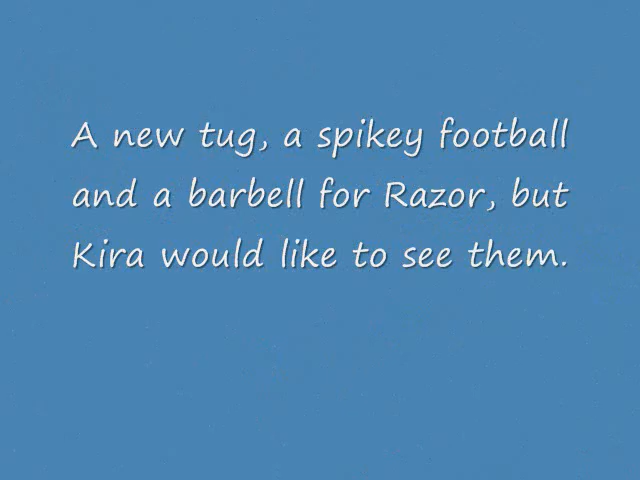 A new tug, a spikey football
and a barbell for Razor, but
Kira would like to see them.